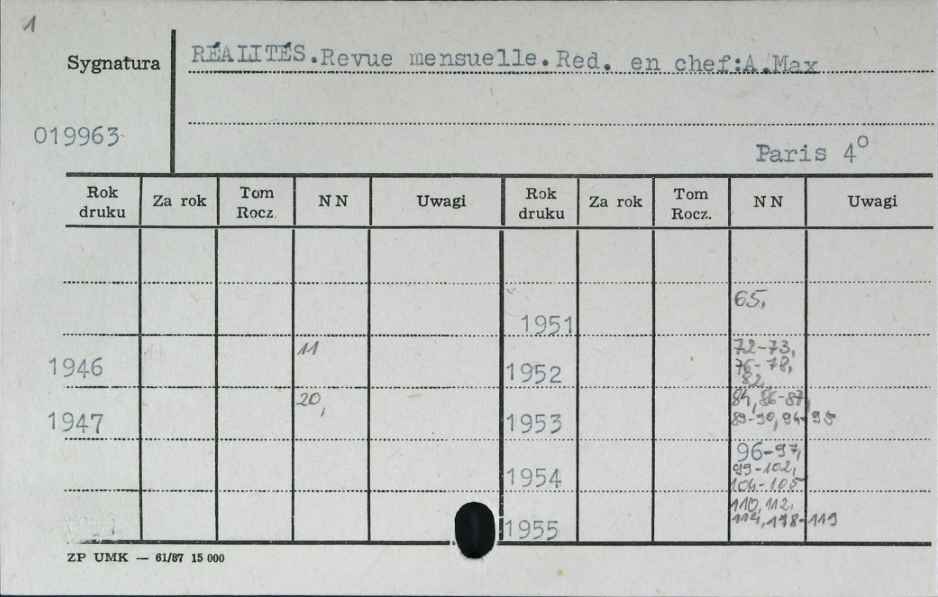 1
Sygnatura
RÉALITÉS.Revue mensuelle.Red. en chef:A.Max
019963
Paris 4⁰
Rok druku Za rok Tom Rocz. N N Uwagi Rok druku Za rok Tom Rocz. N N Uwagi
1951 65,
1946 11 1952 72-73,
76-78,
82
1947 20, 1953 84, 86-87,
89-90, 94-95
1954 96-97,
99-102,
104-105
1955 110, 112,
114, 118-119
ZP UMK — 61/87 15 000